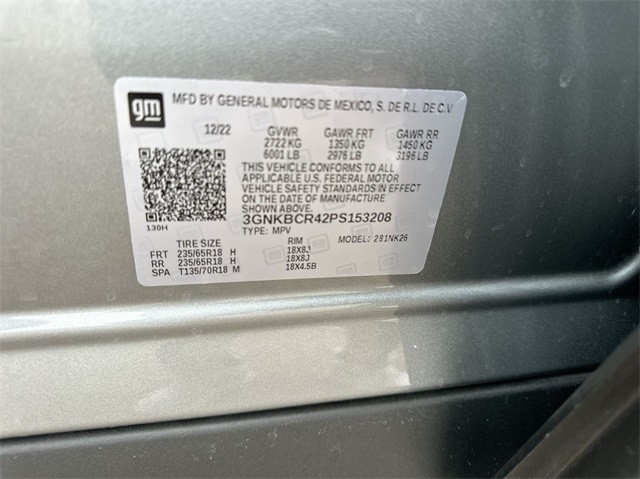 gm
MFD BY GENERAL MOTORS DE MEXICO, S. DE R.L. DE C.V
12/22 GVWR GAWR FRT GAWR RR
2722 KG 1350 KG 1450 KG
6001 LB 2976 LB 3196 LB
THIS VEHICLE CONFORMS TO ALL
APPLICABLE U.S. FEDERAL MOTOR
VEHICLE SAFETY STANDARDS IN EFFECT
ON THE DATE OF MANUFACTURE
SHOWN ABOVE.
3GNKBCR42PS153208
130H TYPE: MPV MODEL: 281NK26
TIRE SIZE RIM
FRT 235/65R18 H 18X8J
RR 235/65R18 H 18X8J
SPA T135/70R18 M 18X4.5B